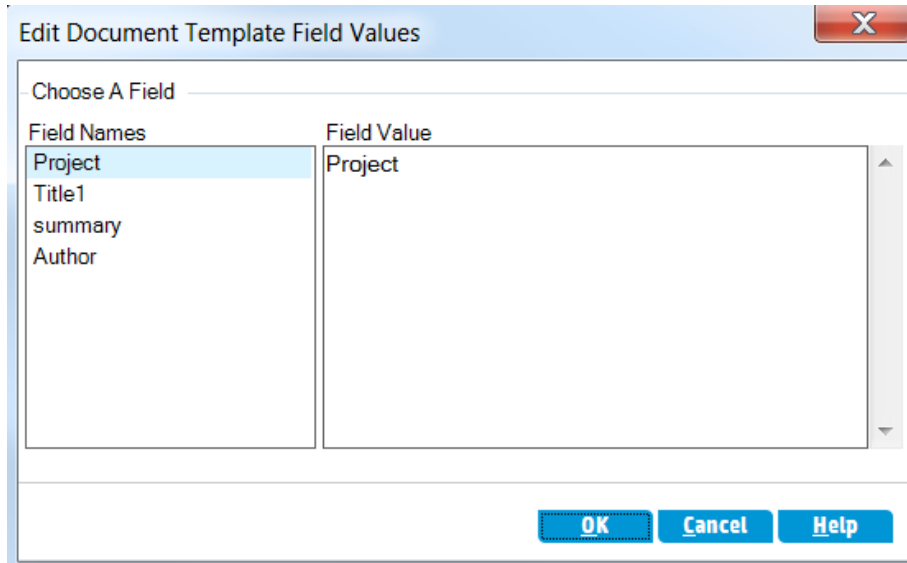 Edit Document Template Field Values
X
Choose A Field
Field Names Field Value
Project Project
Title1
summary
Author
OK Cancel Help